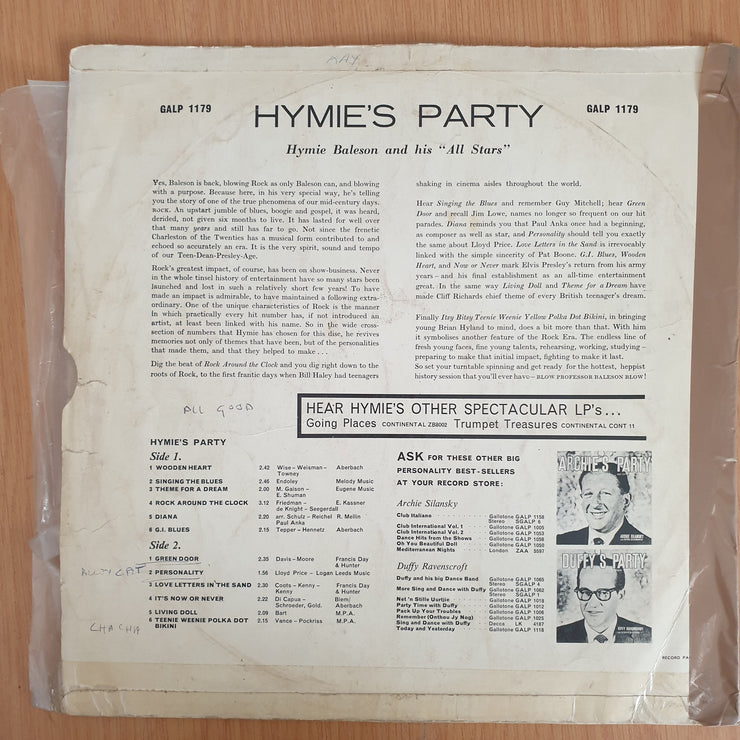 KAY
GALP 1179
HYMIE'S PARTY
GALP 1179
Hymie Baleson and his "All Stars"
Yes, Baleson is back, blowing Rock as only Baleson can, and blowing
with a purpose. Because here, in his very special way, he's telling
you the story of one of the true phenomena of our mid-century days.
ROCK. An upstart jumble of blues, boogie and gospel, it was heard,
derided, not given six months to live. It has lasted for well over
that many years and still has far to go. Not since the frenetic
Charleston of the Twenties has a musical form contributed to and
echoed so accurately an era. It is the very spirit, sound and tempo
of our Teen-Dean-Presley-Age.
Rock's greatest impact, of course, has been on show-business. Never
in the whole tinsel history of entertainment have so many stars been
launched and lost in such a relatively short few years! To have
made an impact is admirable, to have maintained a following extra-
ordinary. One of the unique characteristics of Rock is the manner
in which practically every hit number has, if not introduced an
artist, at least been linked with his name. So in the wide cross-
section of numbers that Hymie has chosen for this disc, he revives
memories not only of themes that have been, but of the personalities
that made them, and that they helped to make . . .
Dig the beat of Rock Around the Clock and you dig right down to the
roots of Rock, to the first frantic days when Bill Haley had teenagers
shaking in cinema aisles throughout the world.
Hear Singing the Blues and remember Guy Mitchell; hear Green
Door and recall Jim Lowe, names no longer so frequent on our hit
parades. Diana reminds you that Paul Anka once had a beginning,
as composer as well as star, and Personality should tell you exactly
the same about Lloyd Price. Love Letters in the Sand is irrevocably
linked with the simple sincerity of Pat Boone. G.I. Blues, Wooden
Heart, and Now or Never mark Elvis Presley's return from his army
years – and his final establishment as an all-time entertainment
great. In the same way Living Doll and Theme for a Dream have
made Cliff Richards chief theme of every British teenager's dream.
Finally Itsy Bitsy Teenie Weenie Yellow Polka Dot Bikini, in bringing
young Brian Hyland to mind, does a bit more than that. With him
it symbolises another feature of the Rock Era. The endless line of
fresh young faces, fine young talents, rehearsing, working, studying –
preparing to make that initial impact, fighting to make it last.
So set your turntable spinning and get ready for the hottest, heppist
history session that you'll ever have – BLOW PROFESSOR BALESON BLOW!
ALL GOOD
HEAR HYMIE'S OTHER SPECTACULAR LP's...
Going Places CONTINENTAL ZB8002 Trumpet Treasures CONTINENTAL CONT 11
HYMIE'S PARTY
Side 1.
1 WOODEN HEART 2.42 Wise – Weisman – Towney Aberbach
2 SINGING THE BLUES 2.46 Endoley Melody Music
3 THEME FOR A DREAM 2.00 M. Gaison – E. Shuman Eugene Music
4 ROCK AROUND THE CLOCK 3.12 Friedman – de Knight – Seegerdall E. Kassner
5 DIANA 2.20 arr. Schulz – Reichel Paul Anka R. Mellin
6 G.I. BLUES 2.15 Tepper – Hennetz Aberbach
Side 2.
1 GREEN DOOR 2.35 Davis – Moore Francis Day & Hunter
ALLEY CAT
2 PERSONALITY 1.56 Lloyd Price – Logan Leeds Music
3 LOVE LETTERS IN THE SAND 2.30 Coots – Kenny – Kenny Francis Day & Hunter
4 IT'S NOW OR NEVER 2.22 Di Capua – Schroeder, Gold. Biem/ Aberbach
5 LIVING DOLL 2.09 Bart M.P.A.
6 TEENIE WEENIE POLKA DOT BIKINI 2.15 Vance – Pockriss M.P.A.
CHA CHA
ASK FOR THESE OTHER BIG
PERSONALITY BEST-SELLERS
AT YOUR RECORD STORE:
Archie Silansky
Club Italiano Gallotone GALP 1158
Stereo SGALP 6
Club International Vol. 1 Gallotone GALP 1005
Club International Vol. 2 Gallotone GALP 1053
Dance Hits from the Shows Gallotone GALP 1058
Oh You Beautiful Doll Gallotone GALP 1050
Mediterranean Nights London ZAA 5597
Duffy Ravenscroft
Duffy and his big Dance Band Gallotone GALP 1065
Stereo SGALP 4
More Sing and Dance with Duffy Gallotone GALP 1062
Stereo SGALP 1
Net 'n Stille Uurtjie Gallotone GALP 1018
Party Time with Duffy Gallotone GALP 1012
Pack Up Your Troubles Gallotone GALP 1006
Remember (Onthou Jy Nog) Gallotone GALP 1025
Sing and Dance with Duffy Decca LK 4187
Today and Yesterday Gallotone GALP 1118
ARCHIE'S PARTY
ARCHIE SILANSKY
DUFFY'S PARTY
DUFFY RAVENSCROFT
RECORD PA